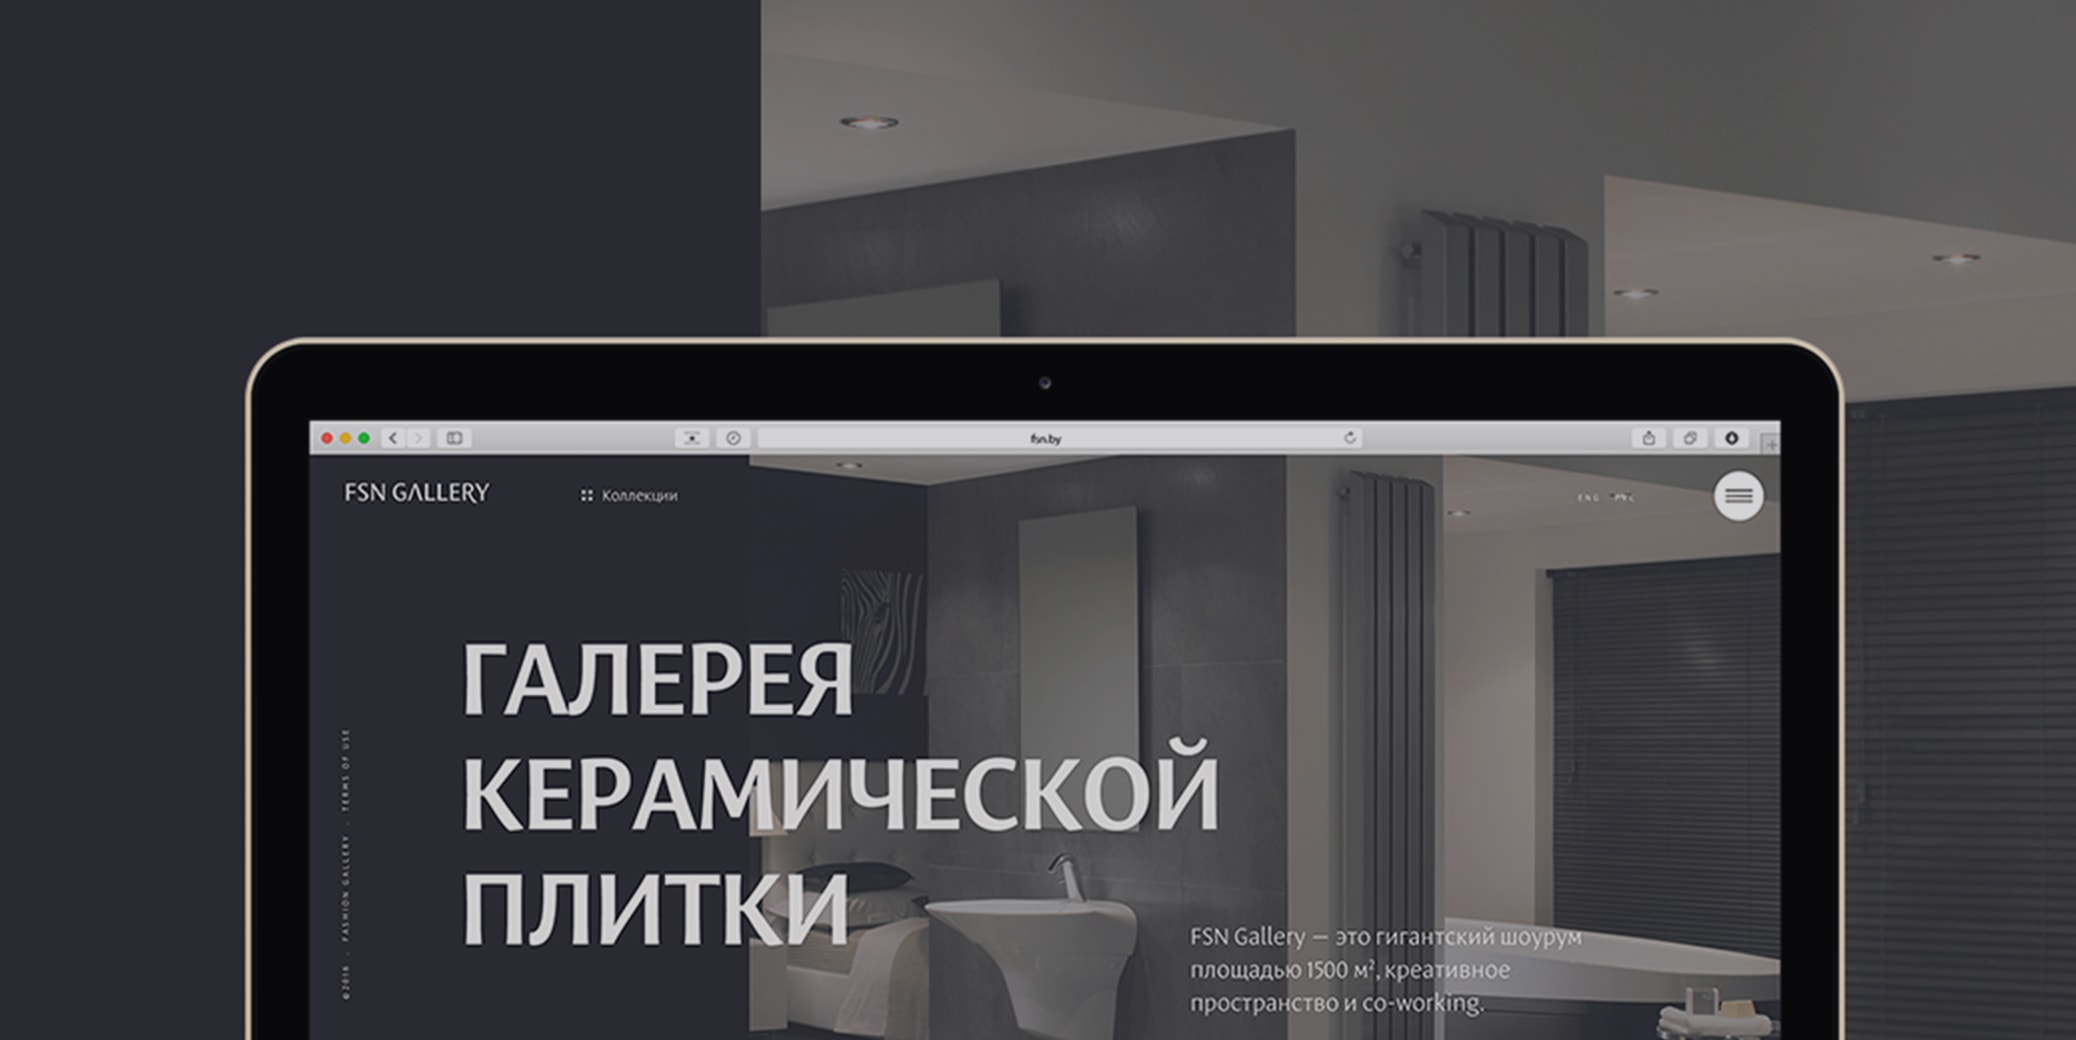 fsn.by
FSN GALLERY
Коллекции
ENG
ГАЛЕРЕЯ
КЕРАМИЧЕСКОЙ
ПЛИТКИ
FSN Gallery — это гигантский шоурум
площадью 1500 м², креативное
пространство и co-working.
©2016 . FASHION GALLERY . TERMS OF USE